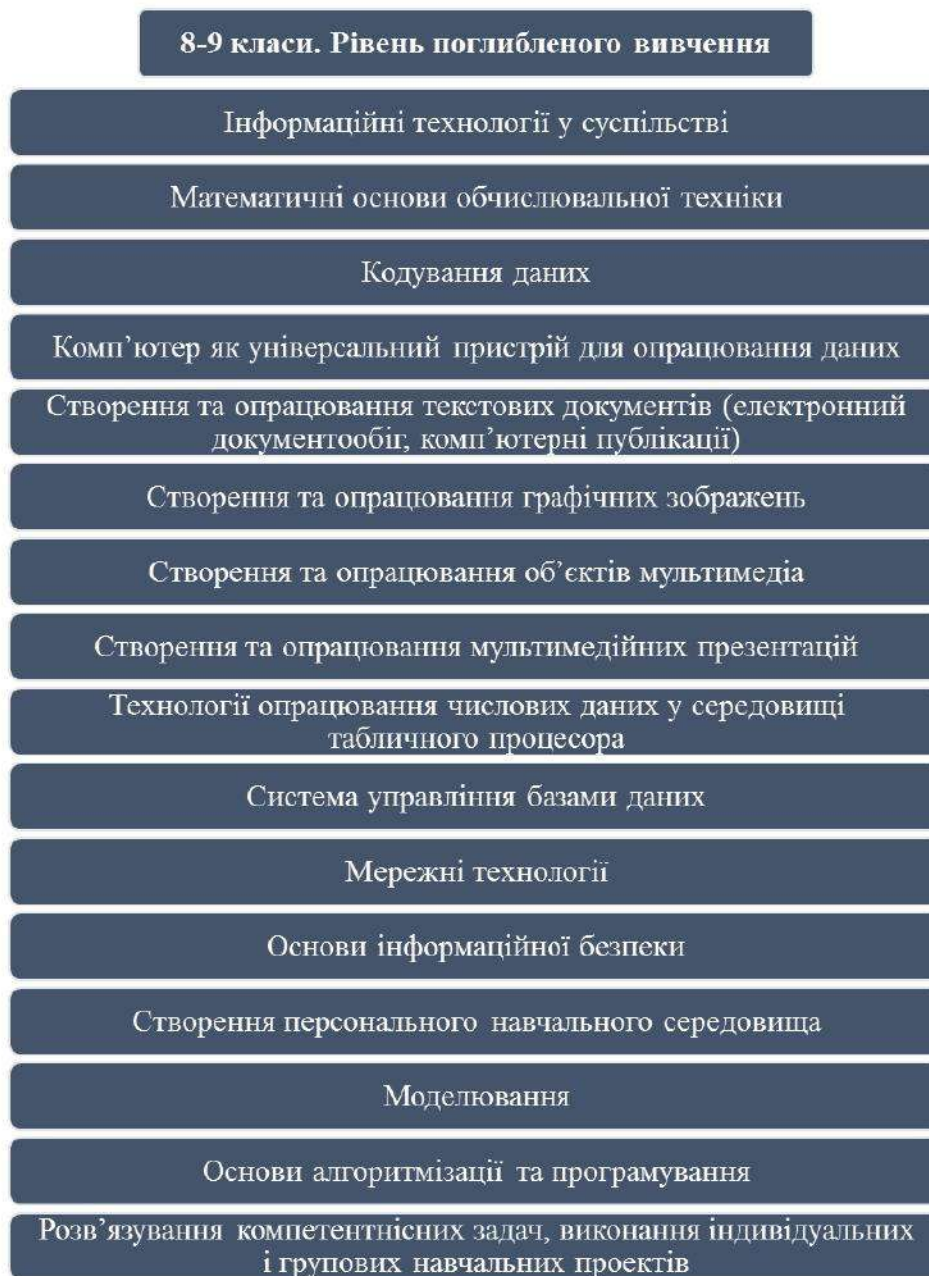 8-9 класи. Рівень поглибленого вивчення
Інформаційні технології у суспільстві
Математичні основи обчислювальної техніки
Кодування даних
Комп’ютер як універсальний пристрій для опрацювання даних
Створення та опрацювання текстових документів (електронний
документообіг, комп’ютерні публікації)
Створення та опрацювання графічних зображень
Створення та опрацювання об’єктів мультимедіа
Створення та опрацювання мультимедійних презентацій
Технології опрацювання числових даних у середовищі
табличного процесора
Система управління базами даних
Мережні технології
Основи інформаційної безпеки
Створення персонального навчального середовища
Моделювання
Основи алгоритмізації та програмування
Розв’язування компетентнісних задач, виконання індивідуальних
і групових навчальних проектів